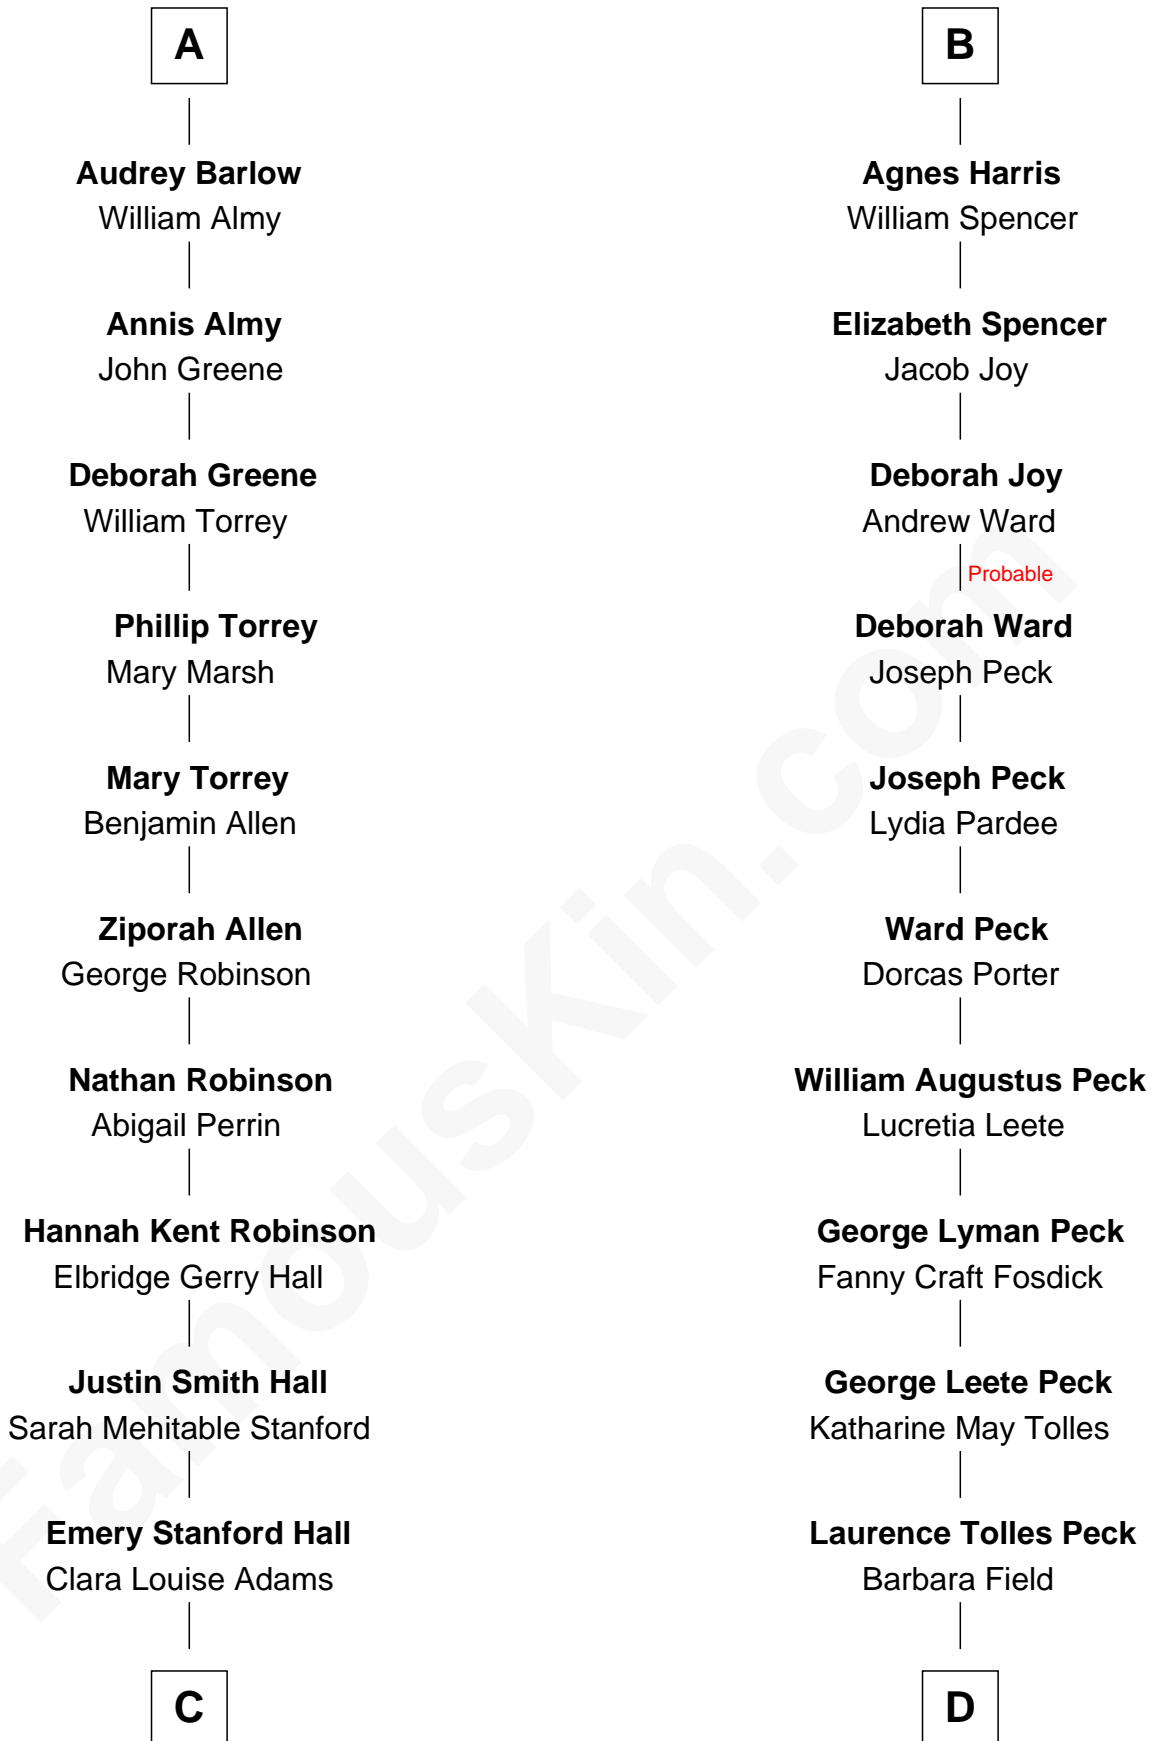 A
Audrey Barlow
William Almy
Annis Almy
John Greene
Deborah Greene
William Torrey
Phillip Torrey
Mary Marsh
Mary Torrey
Benjamin Allen
Ziporah Allen
George Robinson
Nathan Robinson
Abigail Perrin
Hannah Kent Robinson
Elbridge Gerry Hall
Justin Smith Hall
Sarah Mehitable Stanford
Emery Stanford Hall
Clara Louise Adams
C
B
Agnes Harris
William Spencer
Elizabeth Spencer
Jacob Joy
Deborah Joy
Andrew Ward
Probable
Deborah Ward
Joseph Peck
Joseph Peck
Lydia Pardee
Ward Peck
Dorcas Porter
William Augustus Peck
Lucretia Leete
George Lyman Peck
Fanny Craft Fosdick
George Leete Peck
Katharine May Tolles
Laurence Tolles Peck
Barbara Field
D
FamousKin.com